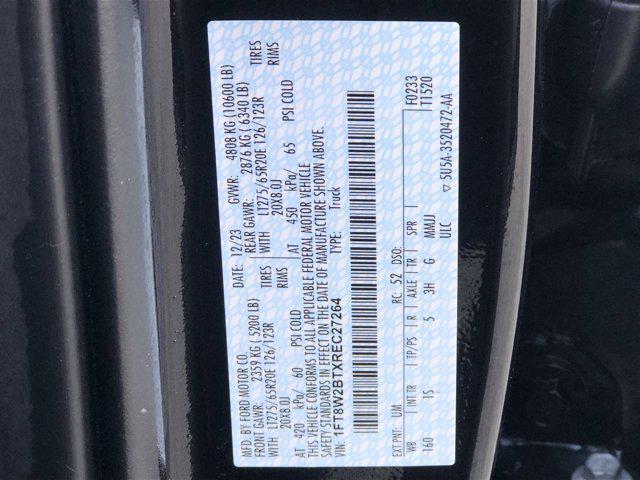 MFD. BY FORD MOTOR CO.
DATE: 12/23 GVWR: 4808 KG (10600 LB)
FRONT GAWR: 2359 KG (5200 LB) REAR GAWR: 2876 KG (6340 LB)
WITH LT275/65R20E 126/123R TIRES WITH LT275/65R20E 126/123R TIRES
20X8.0J RIMS 20X8.0J RIMS
AT 420 kPa/ 60 PSI COLD AT 450 kPa/ 65 PSI COLD
THIS VEHICLE CONFORMS TO ALL APPLICABLE FEDERAL MOTOR VEHICLE
SAFETY STANDARDS IN EFFECT ON THE DATE OF MANUFACTURE SHOWN ABOVE.
VIN: 1FT8W2BTXREC27264 TYPE: Truck
EXT PNT: UM RC: 52 DSO: F0233
WB INT TR TP/PS R AXLE TR SPR T1520
160 1S 5 3H G MMUJ
ULC ▽ 5U5A-3520472-AA